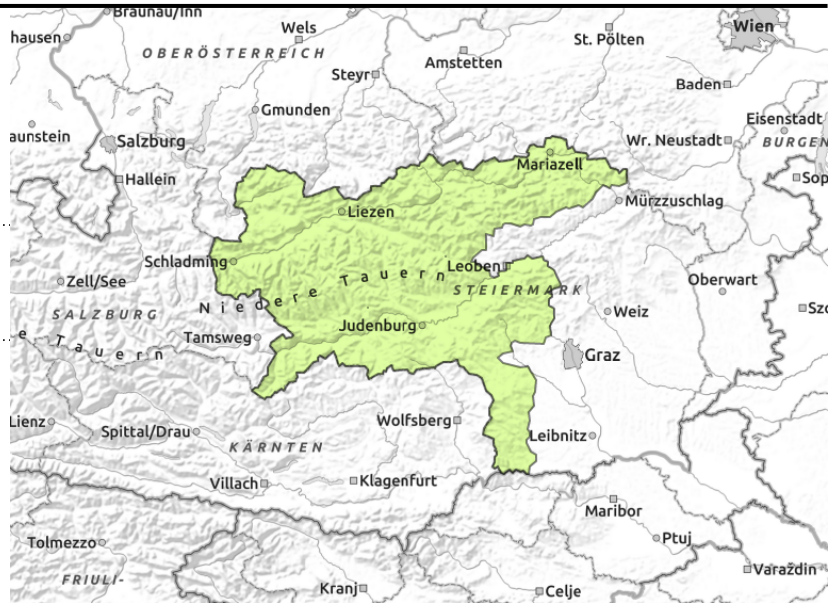 Braunau/Inn
hausen
Wels
St. Pölten
Wien
OBERÖSTERREICH
Amstetten
Steyr
Baden
Gmunden
Eisenstadt
aunstein
Salzburg
Wr. Neustadt
BURGEN
Mariazell
Hallein
Sop
Mürzzuschlag
Liezen
Schladming
Leoben
Zell/See
Niedere Tauern
STEIERMARK
Oberwart
SALZBURG
Weiz
Szo
e Tauern
Tamsweg
Judenburg
Graz
Lienz
Spittal/Drau
Wolfsberg
Leibnitz
KÄRNTEN
Villach
Klagenfurt
Maribor
Tolmezzo
Ptuj
FRIULI-
Varaždin
Kranj
Celje